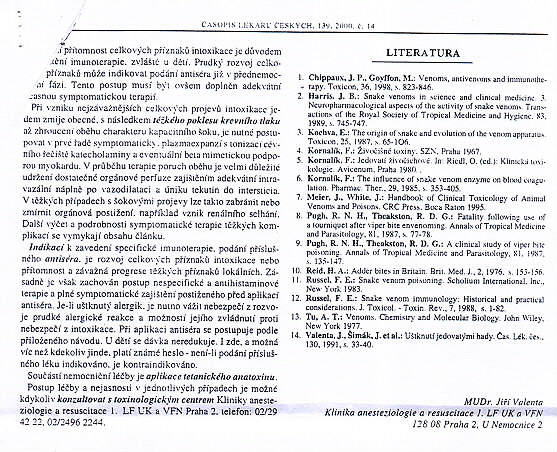 ČASOPIS LÉKAŘŮ ČESKÝCH, 139, 2000, č. 14
přítomnost celkových příznaků intoxikace je důvodem
imunoterapie, zvláště u dětí. Prudký rozvoj celko-
příznaků může indikovat podání antiséra již v přednemoc-
fázi. Tento postup musí být ovšem doplněn adekvátní
časnou symptomatickou terapií.
Při vzniku nejzávažnějších celkových projevů intoxikace je-
dem zmije obecné, s následkem těžkého poklesu krevního tlaku
až zhroucení oběhu charakteru kapacitního šoku, je nutné postu-
povat v prvé řadě symptomaticky. plazmaexpanzí s tonizací cév-
ního řečiště katecholaminy a eventuální beta mimetickou podpo-
rou myokardu. V průběhu terapie poruch oběhu je velmi důležité
udržení dostatečné orgánové perfuze zajištěním adekvátní intra-
vazální náplně po vazodilataci a úniku tekutin do intersticia.
V těžkých případech s šokovými projevy lze takto zabránit nebo
zmírnit orgánová postižení. například vznik renálního selhání.
Další výčet a podrobnosti symptomatické terapie těžkých kom-
plikací se vymykají obsahu článku.
Indikací k zavedení specifické imunoterapie, podání přísluš-
ného antiséra, je rozvoj celkových příznaků intoxikace nebo
přítomnost a závažná progrese těžkých příznaků lokálních. Zá-
sadně je však zachován postup nespecifické a antihistaminové
terapie a plné symptomatické zajištění postiženého před aplikací
antiséra. Je-li uštknutý alergik. je nutno vážit nebezpečí z rozvo-
je prudké alergické reakce a možností jejího zvládnutí proti
nebezpečí z intoxikace. Při aplikaci antiséra se postupuje podle
přiloženého návodu. U dětí se dávka neredukuje. I zde, a možná
víc než kdekoliv jinde, platí známé heslo - není-li podání přísluš-
ného léku indikováno, je kontraindikováno.
Součástí nemocniční léčby je aplikace tetanického anatoxinu.
Postup léčby a nejasností v jednotlivých případech je možné
kdykoliv konzultovat s toxinologickým centrem Kliniky aneste-
ziologie a resuscitace 1. LF UK a VFN Praha 2, telefon: 02/29
42 22, 02/2496 2244.
LITERATURA
1. Chippaux, J. P., Goyffon, M.: Venoms, antivenoms and immunothe-
rapy. Toxicon, 36, 1998, s. 823-846.
2. Harris, J. B.: Snake venoms in science and clinical medicine. 3.
Neuropharmacological aspects of the activity of snake venoms. Trans-
actions of the Royal Society of Tropical Medicine and Hygiene. 83,
1989, s. 745-747.
3. Kochva, E.: The origin of snake and evolution of the venom apparatus.
Toxicon, 25, 1987, s. 65-106.
4. Kornalík, F.: Živočišné toxiny. SZN, Praha 1967.
5. Kornalík, F.: Jedovatí živočichové. In: Riedl, O. (ed.): Klinická toxi-
kologie. Avicenum, Praha 1980.
6. Kornalík, F.: The influence of snake venom enzyme on blood coagu-
lation. Pharmac. Ther., 29, 1985, s. 353-405.
7. Meier, J., White, J.: Handbook of Clinical Toxicology of Animal
Venoms and Poisons. CRC Press, Boca Raton 1995.
8. Pugh, R. N. H., Theakston, R. D. G.: Fatality following use of
a tourniquet after viper bite envenoming. Annals of Tropical Medicine
and Parasitology, 81, 1987, s. 77-78.
9. Pugh, R. N. H., Theakston, R. D. G.: A clinical study of viper bite
poisoning. Annals of Tropical Medicine and Parasitology, 81, 1987,
s. 135-147.
10. Reid, H. A.: Adder bites in Britain. Brit. Med. J., 2, 1976, s. 153-156.
11. Russel, F. E.: Snake venom poisoning. Scholium International, Inc.,
New York 1983.
12. Russel, F. E.: Snake venom immunology: Historical and practical
considerations. J. Toxicol. - Toxin. Rev., 7, 1988, s. 1-82.
13. Tu, A. T.: Venoms. Chemistry and Molecular Biology. John Wiley,
New York 1977.
14. Valenta, J., Šimák, J. et al.: Uštknutí jedovatými hady. Čas. Lék. čes.,
130, 1991, s. 33-40.
MUDr. Jiří Valenta
Klinika anesteziologie a resuscitace 1. LF UK a VFN
128 08 Praha 2, U Nemocnice 2